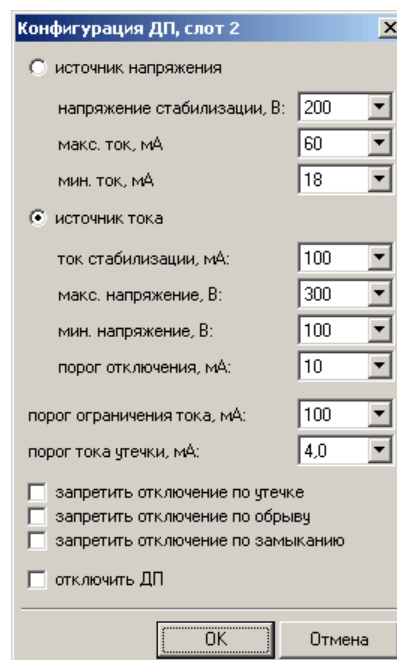 Конфигурация ДП, слот 2
источник напряжения
напряжение стабилизации, В: 200
макс. ток, мА 60
мин. ток, мА 18
источник тока
ток стабилизации, мА: 100
макс. напряжение, В: 300
мин. напряжение, В: 100
порог отключения, мА: 10
порог ограничения тока, мА: 100
порог тока утечки, мА: 4,0
запретить отключение по утечке
запретить отключение по обрыву
запретить отключение по замыканию
отключить ДП
OK Отмена